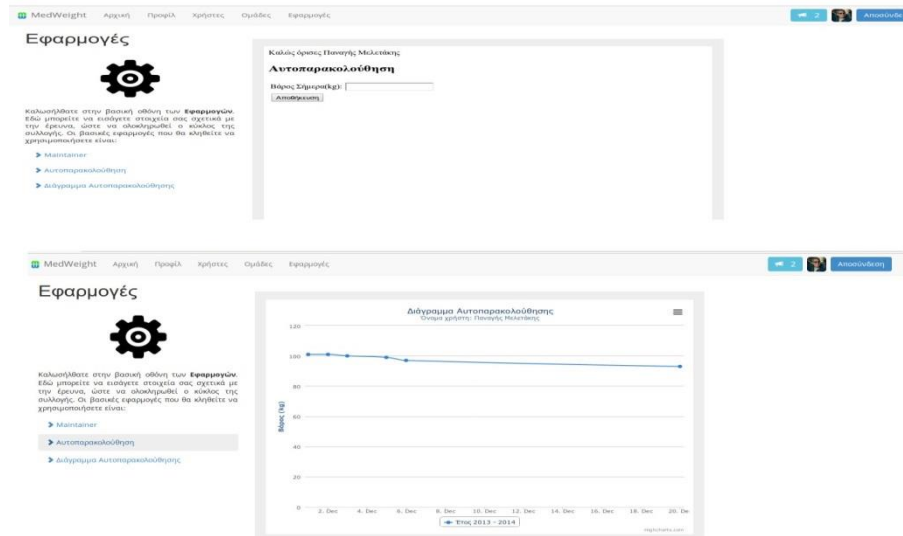 MedWeight Αρχική Προφίλ Χρήστες Ομάδες Εφαρμογές 2
Εφαρμογές
Καλωσήλθατε στην βασική οθόνη των Εφαρμογών.
Εδώ μπορείτε να εισάγετε στοιχεία σας σχετικά με
την έρευνα, ώστε να ολοκληρωθεί ο κύκλος της
συλλογής. Οι βασικές εφαρμογές που θα κληθείτε να
χρησιμοποιήσετε είναι:
Maintainer
Αυτοπαρακολούθηση
Διάγραμμα Αυτοπαρακολούθησης
Καλώς όρισες Παναγής Μελετάκης
Αυτοπαρακολούθηση
Βάρος Σήμερα(kg):
Αποθήκευση
MedWeight Αρχική Προφίλ Χρήστες Ομάδες Εφαρμογές 2 Αποσύνδεση
Εφαρμογές
Καλωσήλθατε στην βασική οθόνη των Εφαρμογών.
Εδώ μπορείτε να εισάγετε στοιχεία σας σχετικά με
την έρευνα, ώστε να ολοκληρωθεί ο κύκλος της
συλλογής. Οι βασικές εφαρμογές που θα κληθείτε να
χρησιμοποιήσετε είναι:
Maintainer
Αυτοπαρακολούθηση
Διάγραμμα Αυτοπαρακολούθησης
Διάγραμμα Αυτοπαρακολούθησης
Όνομα χρήστη: Παναγής Μελετάκης
120
100
80
60
40
20
0
Βάρος (kg)
2. Dec 4. Dec 6. Dec 8. Dec 10. Dec 12. Dec 14. Dec 16. Dec 18. Dec 20. De
Έτος 2013 - 2014